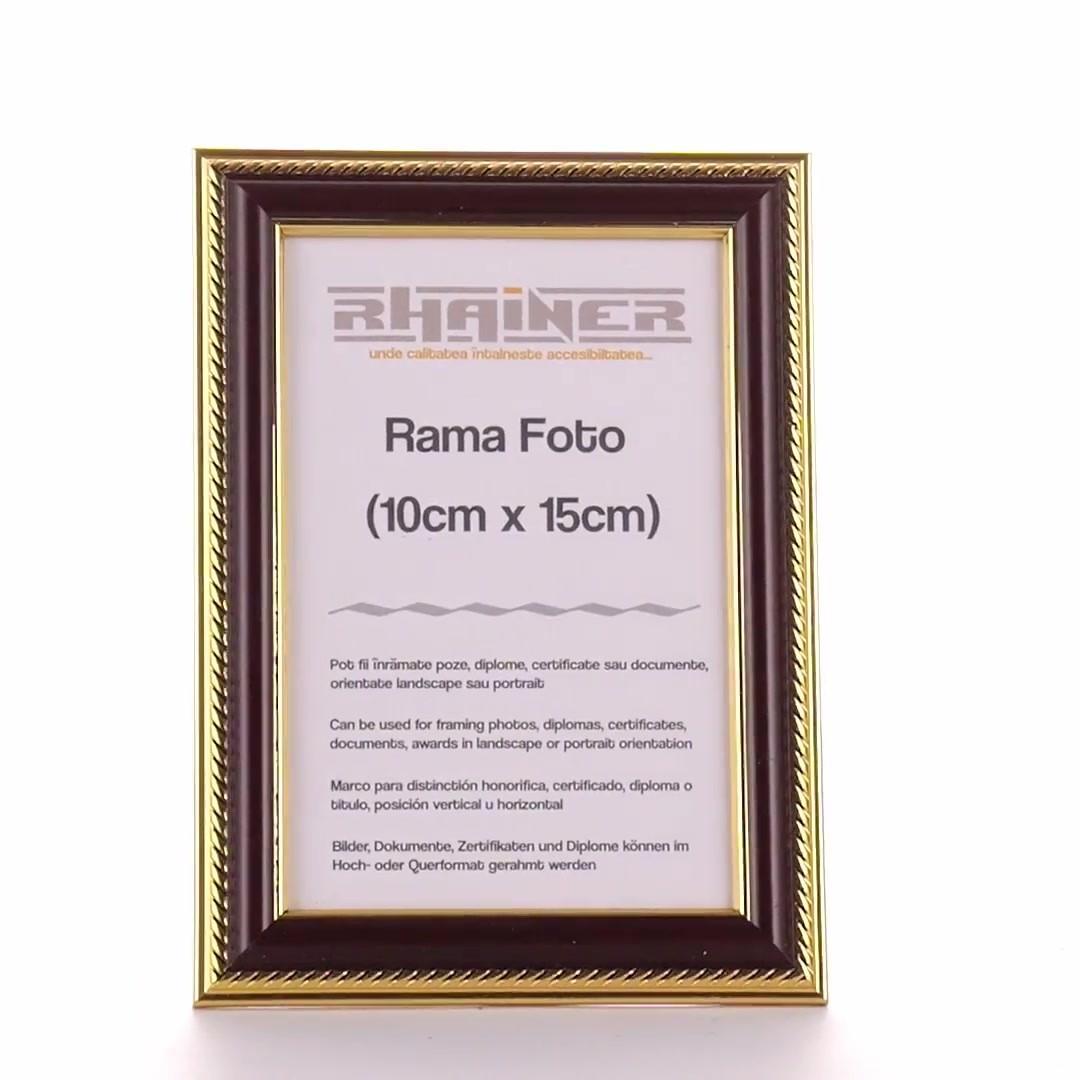 RHAINER
unde calitatea întalneste accesibiltatea...
Rama Foto
(10cm x 15cm)
Pot fii înrămate poze, diplome, certificate sau documente,
orientate landscape sau portrait
Can be used for framing photos, diplomas, certificates,
documents, awards in landscape or portrait orientation
Marco para distinctión honorifica, certificado, diploma o
titulo, posición vertical u horizontal
Bilder, Dokumente, Zertifikaten und Diplome können im
Hoch- oder Querformat gerahmt werden